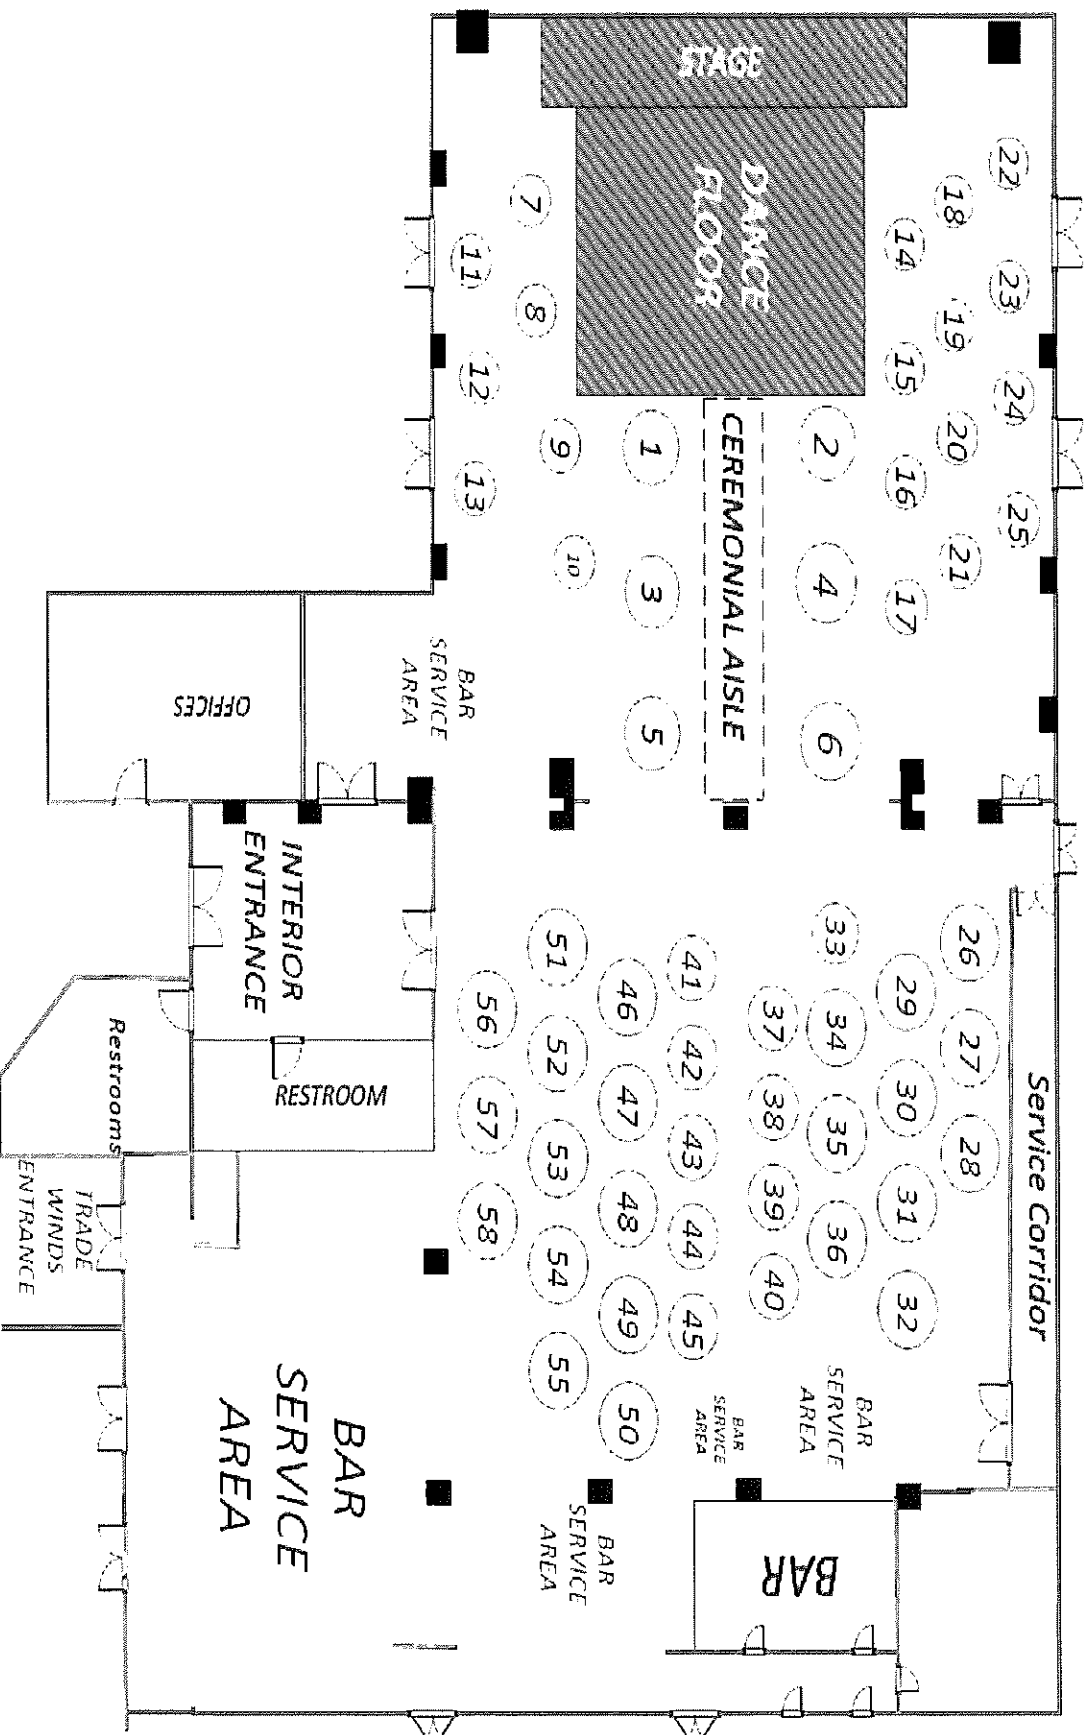 STAGE
DANCE
FLOOR
CEREMONIAL AISLE
22
18
14
23
19
15
24
20
16
25
21
17
7
11
8
12
9
13
10
1
2
3
4
5
6
BAR
SERVICE
AREA
OFFICES
INTERIOR
ENTRANCE
RESTROOM
Restrooms
TRADE
WINDS
ENTRANCE
Service Corridor
26
27
28
29
30
31
32
33
34
35
36
37
38
39
40
41
42
43
44
45
46
47
48
49
50
51
52
53
54
55
56
57
58
BAR
SERVICE
AREA
BAR
SERVICE
AREA
BAR
SERVICE
AREA
BAR
SERVICE
AREA
BAR